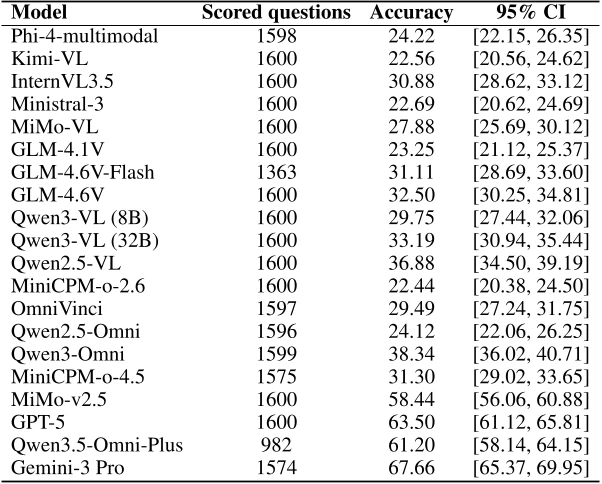 Model Scored questions Accuracy 95% CI
Phi-4-multimodal 1598 24.22 [22.15, 26.35]
Kimi-VL 1600 22.56 [20.56, 24.62]
InternVL3.5 1600 30.88 [28.62, 33.12]
Ministral-3 1600 22.69 [20.62, 24.69]
MiMo-VL 1600 27.88 [25.69, 30.12]
GLM-4.1V 1600 23.25 [21.12, 25.37]
GLM-4.6V-Flash 1363 31.11 [28.69, 33.60]
GLM-4.6V 1600 32.50 [30.25, 34.81]
Qwen3-VL (8B) 1600 29.75 [27.44, 32.06]
Qwen3-VL (32B) 1600 33.19 [30.94, 35.44]
Qwen2.5-VL 1600 36.88 [34.50, 39.19]
MiniCPM-o-2.6 1600 22.44 [20.38, 24.50]
OmniVinci 1597 29.49 [27.24, 31.75]
Qwen2.5-Omni 1596 24.12 [22.06, 26.25]
Qwen3-Omni 1599 38.34 [36.02, 40.71]
MiniCPM-o-4.5 1575 31.30 [29.02, 33.65]
MiMo-v2.5 1600 58.44 [56.06, 60.88]
GPT-5 1600 63.50 [61.12, 65.81]
Qwen3.5-Omni-Plus 982 61.20 [58.14, 64.15]
Gemini-3 Pro 1574 67.66 [65.37, 69.95]